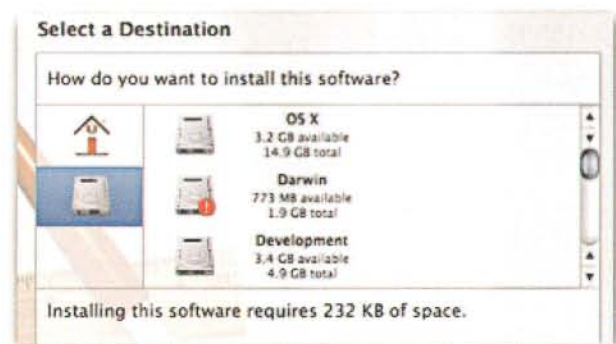 Select a Destination
How do you want to install this software?
OS X
3.2 GB available
14.9 GB total
Darwin
773 MB available
1.9 GB total
Development
3.4 GB available
4.9 GB total
Installing this software requires 232 KB of space.